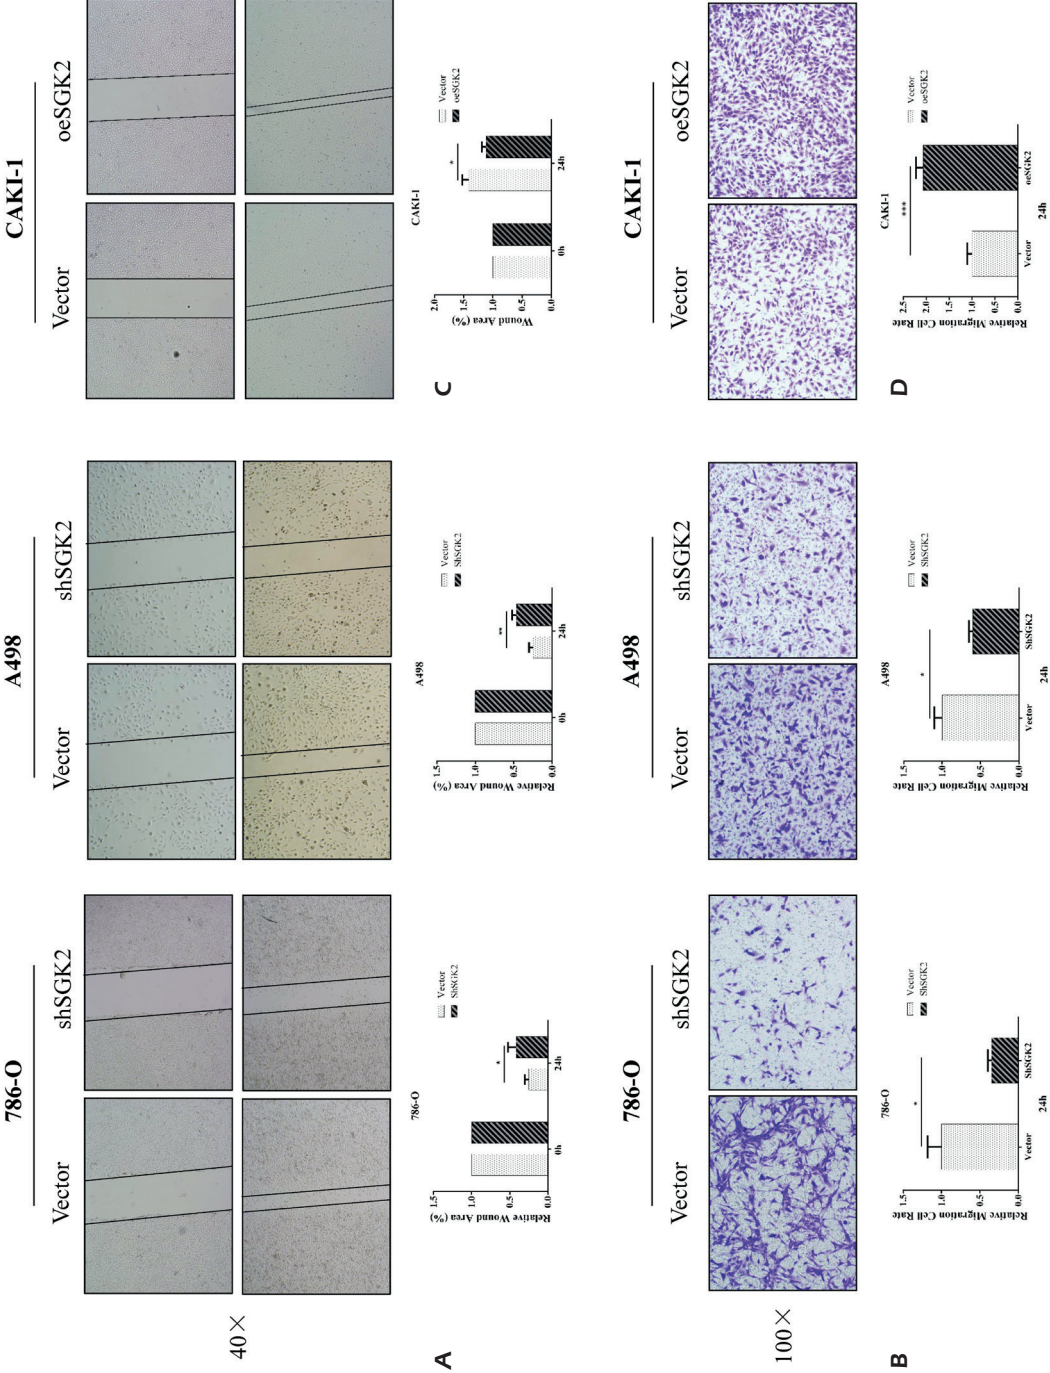 786-O
A498
CAKI-1
Vector
shSGK2
Vector
shSGK2
Vector
oeSGK2
40×
A
786-O
Vector
ShSGK2
Relative Wound Area (%)
1.5
1.0
0.5
0.0
*
0h
24h
A498
Vector
ShSGK2
Relative Wound Area (%)
1.5
1.0
0.5
0.0
**
0h
24h
C
CAKI-1
Vector
oeSGK2
Wound Area (%)
2.0
1.5
1.0
0.5
0.0
*
0h
24h
786-O
A498
CAKI-1
Vector
shSGK2
Vector
shSGK2
Vector
oeSGK2
100×
B
786-O
Vector
ShSGK2
Relative Migration Cell Rate
1.5
1.0
0.5
0.0
*
Vector
ShSGK2
24h
A498
Vector
ShSGK2
Relative Migration Cell Rate
1.5
1.0
0.5
0.0
*
Vector
ShSGK2
24h
D
CAKI-1
Vector
oeSGK2
Relative Migration Cell Rate
2.5
2.0
1.5
1.0
0.5
0.0
***
Vector
oeSGK2
24h